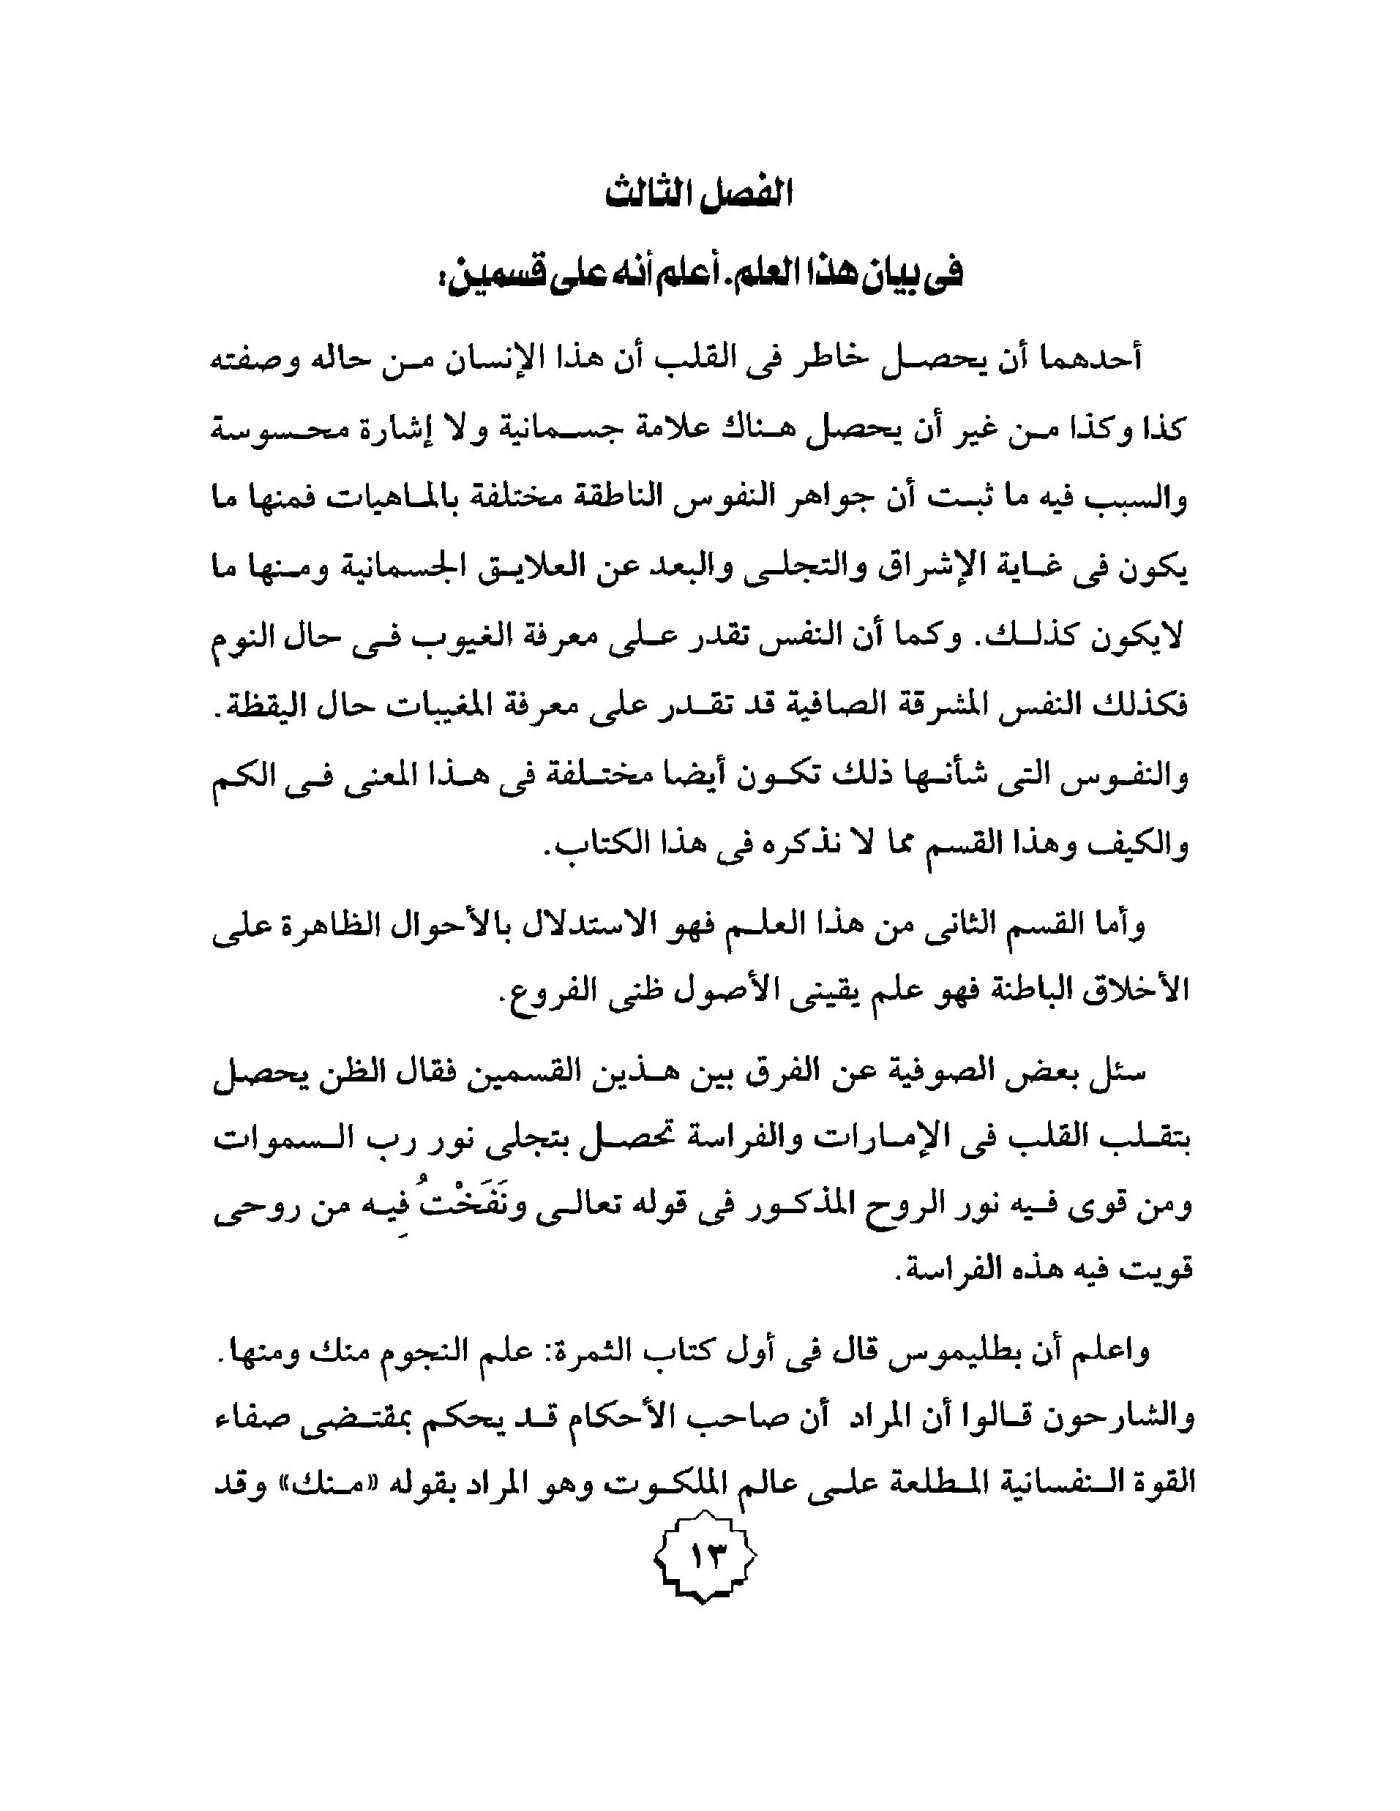 الفصل الثالث
فى بيان هذا العلم. أعلم أنه على قسمين:
أحدهما أن يحصل خاطر فى القلب أن هذا الإنسان من حاله وصفته
كذا وكذا من غير أن يحصل هناك علامة جسمانية ولا إشارة محسوسة
والسبب فيه ما ثبت أن جواهر النفوس الناطقة مختلفة بالماهيات فمنها ما
يكون فى غاية الإشراق والتجلى والبعد عن العلايق الجسمانية ومنها ما
لايكون كذلك. وكما أن النفس تقدر على معرفة الغيوب فى حال النوم
فكذلك النفس المشرقة الصافية قد تقدر على معرفة المغيبات حال اليقظة.
والنفوس التى شأنها ذلك تكون أيضا مختلفة فى هذا المعنى فى الكم
والكيف وهذا القسم مما لا نذكره فى هذا الكتاب.
وأما القسم الثانى من هذا العلم فهو الاستدلال بالأحوال الظاهرة على
الأخلاق الباطنة فهو علم يقينى الأصول ظنى الفروع.
سئل بعض الصوفية عن الفرق بين هذين القسمين فقال الظن يحصل
بتقلب القلب فى الإمارات والفراسة تحصل بتجلى نور رب السموات
ومن قوى فيه نور الروح المذكور فى قوله تعالى ونَفَخْتُ فِيه من روحى
قويت فيه هذه الفراسة.
واعلم أن بطليموس قال فى أول كتاب الثمرة: علم النجوم منك ومنها.
والشارحون قالوا أن المراد أن صاحب الأحكام قد يحكم بمقتضى صفاء
القوة النفسانية المطلعة على عالم الملكوت وهو المراد بقوله «منك» وقد
١٣